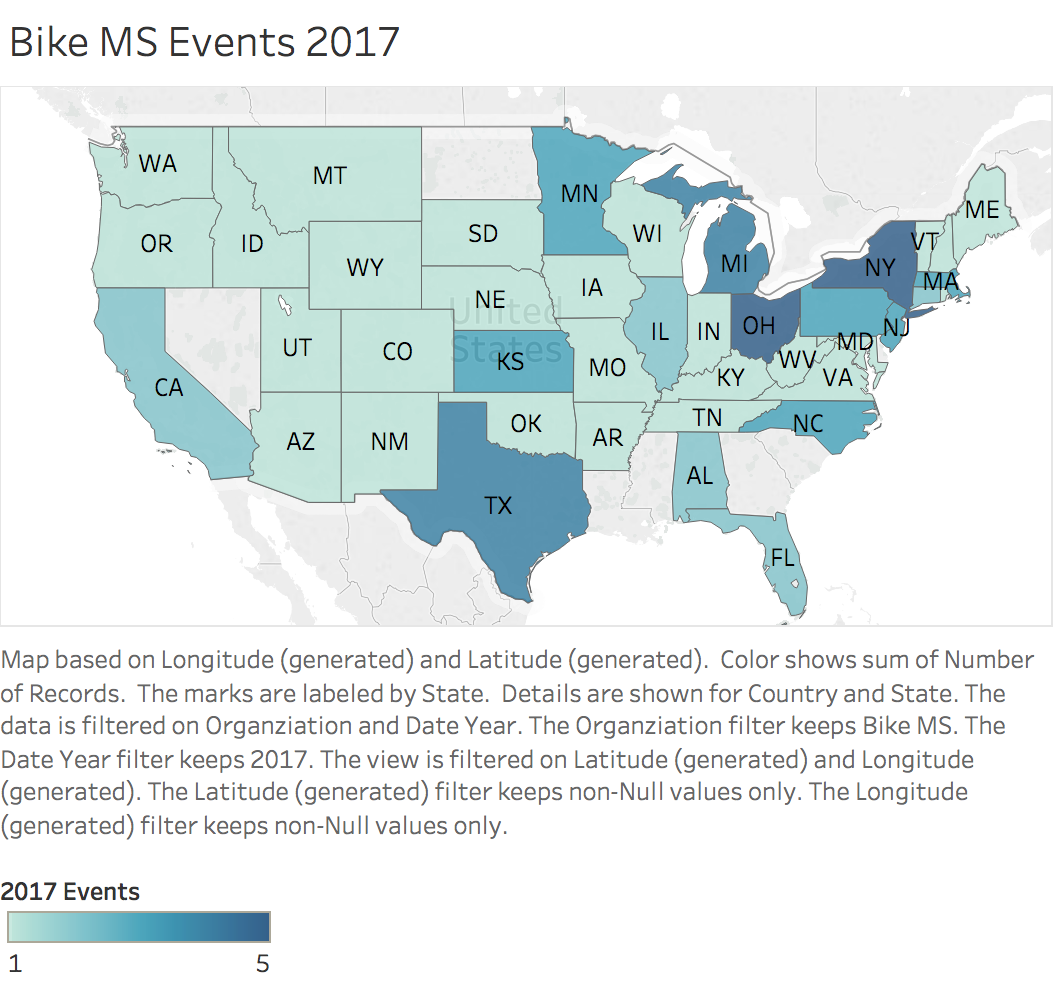 Bike MS Events 2017
WA
MT
ME
MN
OR
ID
SD
WI
VT
WY
MI
NY
NE
IA
MA
United
States
UT
CO
KS
IL
IN
OH
NJ
MD
MO
WV
KY
VA
CA
AZ
NM
OK
AR
TN
NC
TX
AL
FL
Map based on Longitude (generated) and Latitude (generated).  Color shows sum of Number
of Records.  The marks are labeled by State.  Details are shown for Country and State. The
data is filtered on Organziation and Date Year. The Organziation filter keeps Bike MS. The
Date Year filter keeps 2017. The view is filtered on Latitude (generated) and Longitude
(generated). The Latitude (generated) filter keeps non-Null values only. The Longitude
(generated) filter keeps non-Null values only.
2017 Events
1 5